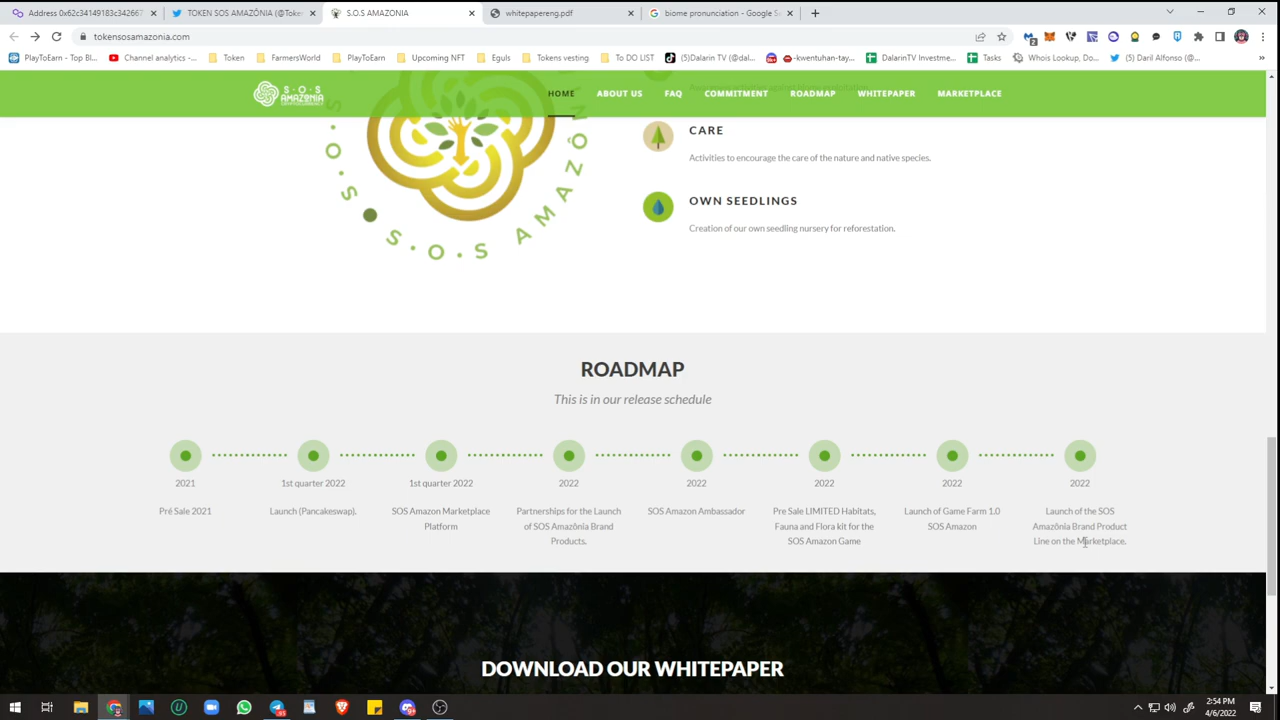 Address 0x62c34149183c342667
TOKEN SOS AMAZÔNIA (@Toke
S.O.S AMAZONIA
whitepapereng.pdf
biome pronunciation - Google S
tokensosamazonia.com
PlayToEarn - Top Bl...
Channel analytics -...
Token
FarmersWorld
PlayToEarn
Upcoming NFT
Eguls
Tokens vesting
To DO LIST
(5)Dalarin TV (@dal...
-kwentuhan-tay...
DalarinTV Investme...
Tasks
Whois Lookup, Do...
(5) Daril Alfonso (@...
S·O·S
AMAZONIA
HOME
ABOUT US
FAQ
COMMITMENT
ROADMAP
WHITEPAPER
MARKETPLACE
S·O·S AMAZÔN
CARE
Activities to encourage the care of the nature and native species.
OWN SEEDLINGS
Creation of our own seedling nursery for reforestation.
ROADMAP
This is in our release schedule
2021
Pré Sale 2021
1st quarter 2022
Launch (Pancakeswap).
1st quarter 2022
SOS Amazon Marketplace
Platform
2022
Partnerships for the Launch
of SOS Amazônia Brand
Products.
2022
SOS Amazon Ambassador
2022
Pre Sale LIMITED Habitats,
Fauna and Flora kit for the
SOS Amazon Game
2022
Launch of Game Farm 1.0
SOS Amazon
2022
Launch of the SOS
Amazônia Brand Product
Line on the Marketplace.
DOWNLOAD OUR WHITEPAPER
2:54 PM
4/6/2022